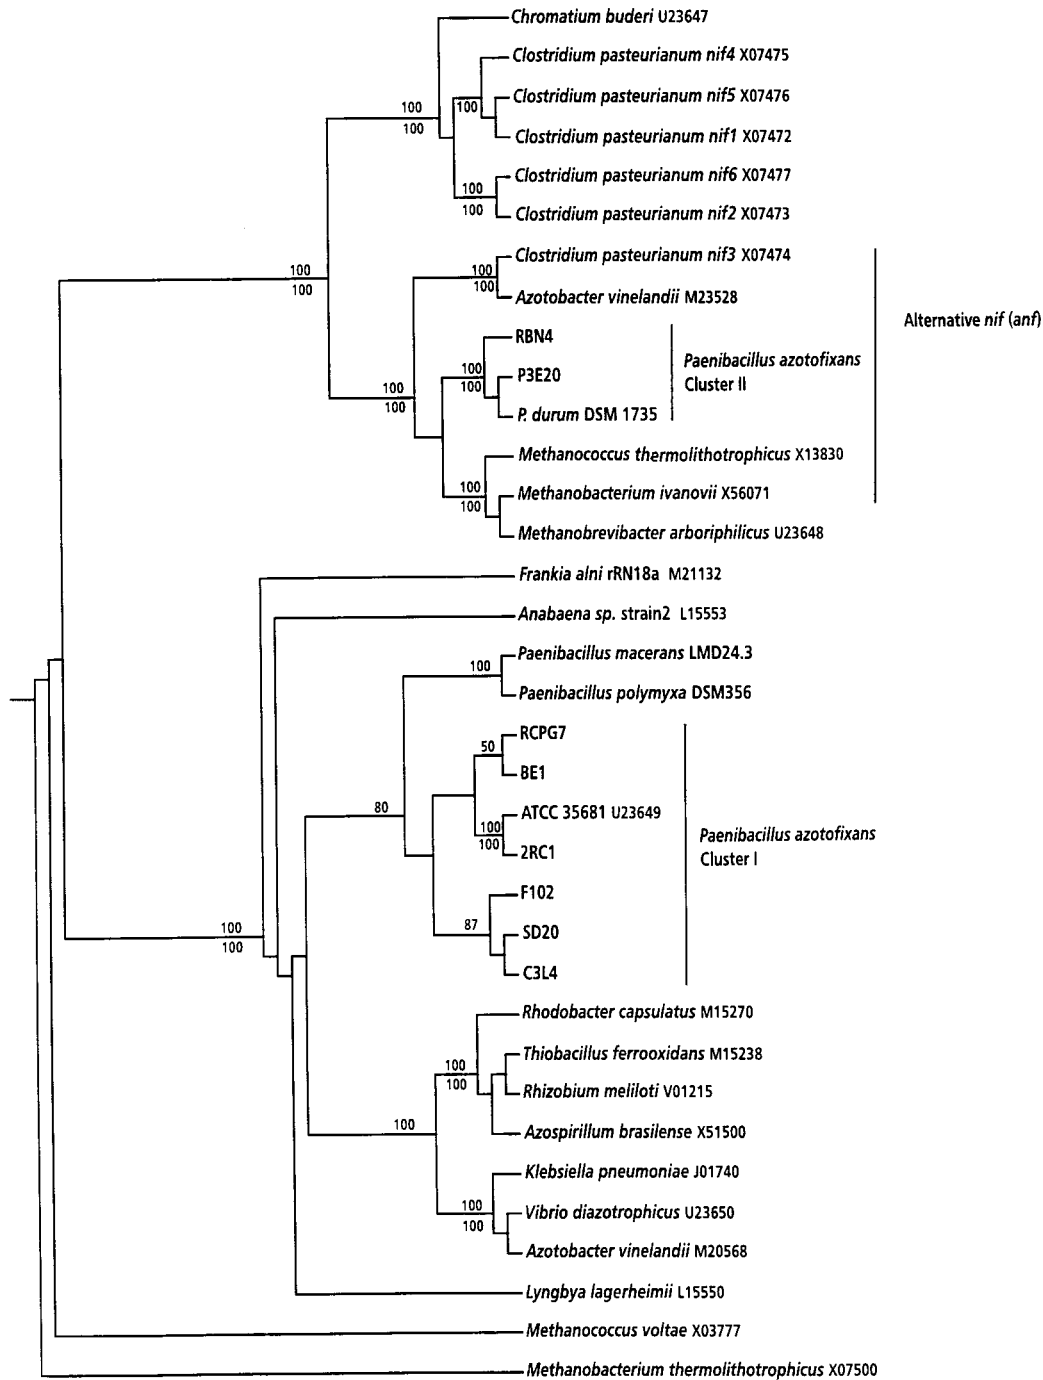 Chromatium buderi U23647
100
Clostridium pasteurianum nif4 X07475
100
100
Clostridium pasteurianum nif5 X07476
100
Clostridium pasteurianum nif1 X07472
Clostridium pasteurianum nif6 X07477
100
100
Clostridium pasteurianum nif2 X07473
Clostridium pasteurianum nif3 X07474
100
100
100
100
Azotobacter vinelandii M23528
Alternative nif (anf)
RBN4
Paenibacillus azotofixans
Cluster II
100
100
P3E20
100
100
P. durum DSM 1735
Methanococcus thermolithotrophicus X13830
100
100
Methanobacterium ivanovii X56071
Methanobrevibacter arboriphilicus U23648
Frankia alni rRN18a M21132
Anabaena sp. strain2 L15553
Paenibacillus macerans LMD24.3
100
Paenibacillus polymyxa DSM356
RCPG7
50
BE1
80
ATCC 35681 U23649
100
100
2RC1
Paenibacillus azotofixans
Cluster I
F102
87
SD20
100
100
C3L4
Rhodobacter capsulatus M15270
Thiobacillus ferrooxidans M15238
100
100
Rhizobium meliloti V01215
100
Azospirillum brasilense X51500
Klebsiella pneumoniae J01740
100
100
Vibrio diazotrophicus U23650
Azotobacter vinelandii M20568
Lyngbya lagerheimii L15550
Methanococcus voltae X03777
Methanobacterium thermolithotrophicus X07500